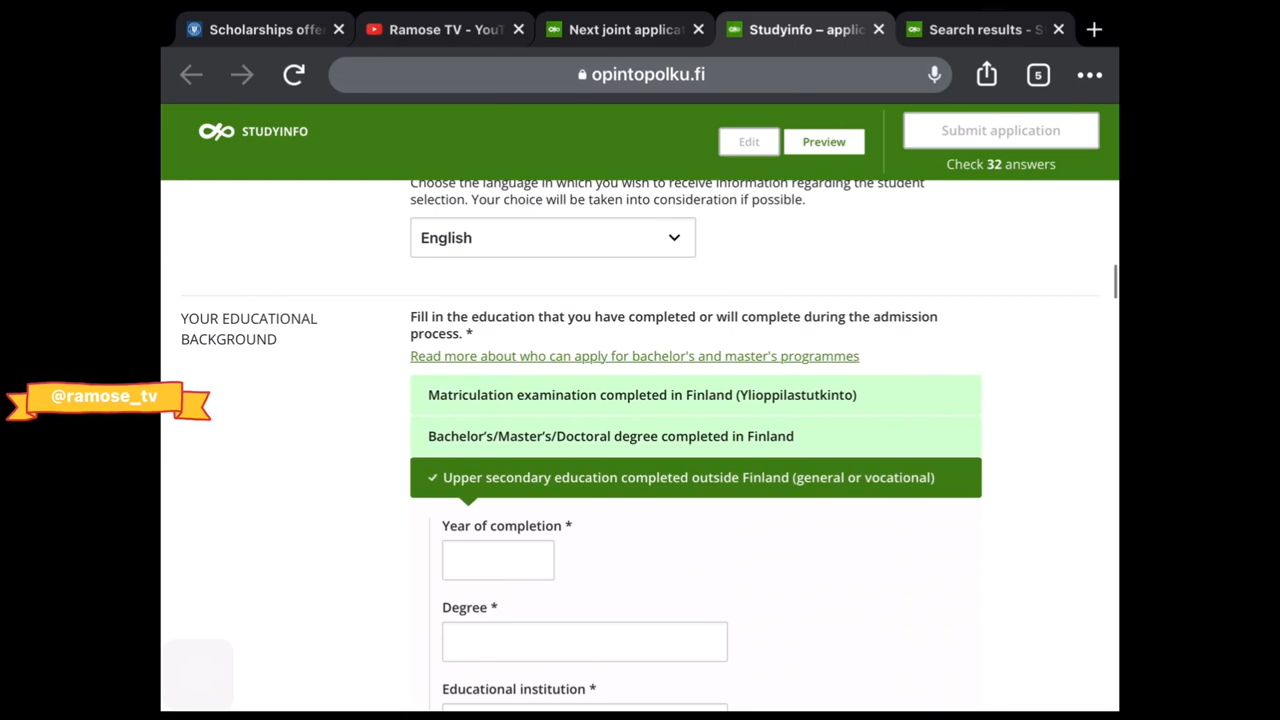 Scholarships offe
Ramose TV - YouT
Next joint applicat
Studyinfo – applic
Search results - S
opintopolku.fi
5
STUDYINFO
Edit
Preview
Submit application
Check 32 answers
Choose the language in which you wish to receive information regarding the student
selection. Your choice will be taken into consideration if possible.
English
YOUR EDUCATIONAL
BACKGROUND
Fill in the education that you have completed or will complete during the admission
process. *
Read more about who can apply for bachelor's and master's programmes
@ramose_tv
Matriculation examination completed in Finland (Ylioppilastutkinto)
Bachelor's/Master's/Doctoral degree completed in Finland
Upper secondary education completed outside Finland (general or vocational)
Year of completion *
Degree *
Educational institution *